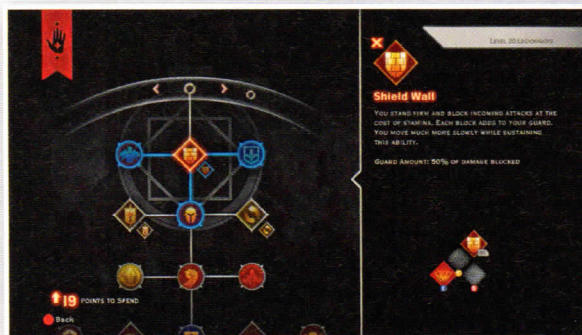 LEVEL 20 LEGIONNAIRE
Shield Wall
YOU STAND FIRM AND BLOCK INCOMING ATTACKS AT THE
COST OF STAMINA. EACH BLOCK ADDS TO YOUR GUARD.
YOU MOVE MUCH MORE SLOWLY WHILE SUSTAINING
THIS ABILITY.
GUARD AMOUNT: 50% OF DAMAGE BLOCKED
19 POINTS TO SPEND
Back